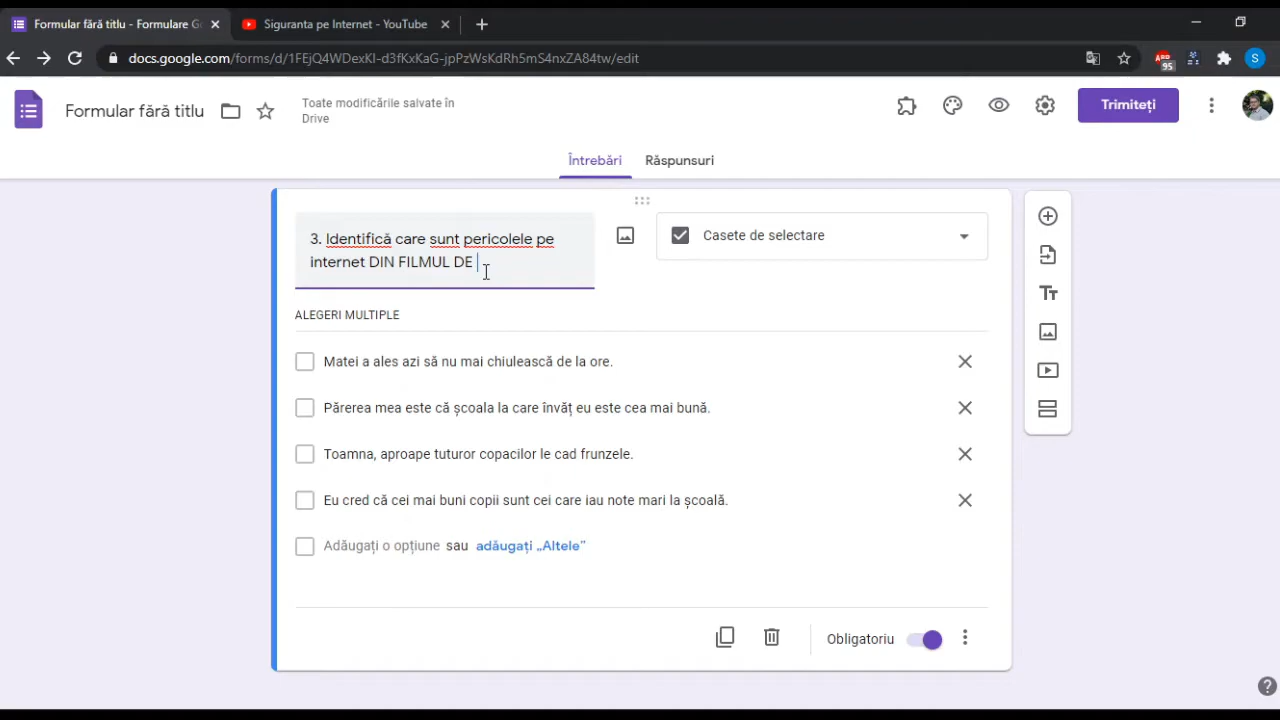 Formular fără titlu - Formulare G
Siguranta pe Internet - YouTube
docs.google.com/forms/d/1FEjQ4WDexKI-d3fKxKaG-jpPzWsKdRh5mS4nxZA84tw/edit
95
S
Formular fără titlu
Toate modificările salvate în
Drive
Trimiteți
Întrebări
Răspunsuri
3. Identifică care sunt pericolele pe
internet DIN FILMUL DE
Casete de selectare
ALEGERI MULTIPLE
Matei a ales azi să nu mai chiulească de la ore.
Părerea mea este că școala la care învăț eu este cea mai bună.
Toamna, aproape tuturor copacilor le cad frunzele.
Eu cred că cei mai buni copii sunt cei care iau note mari la școală.
Adăugați o opțiune sau adăugați „Altele”
Obligatoriu